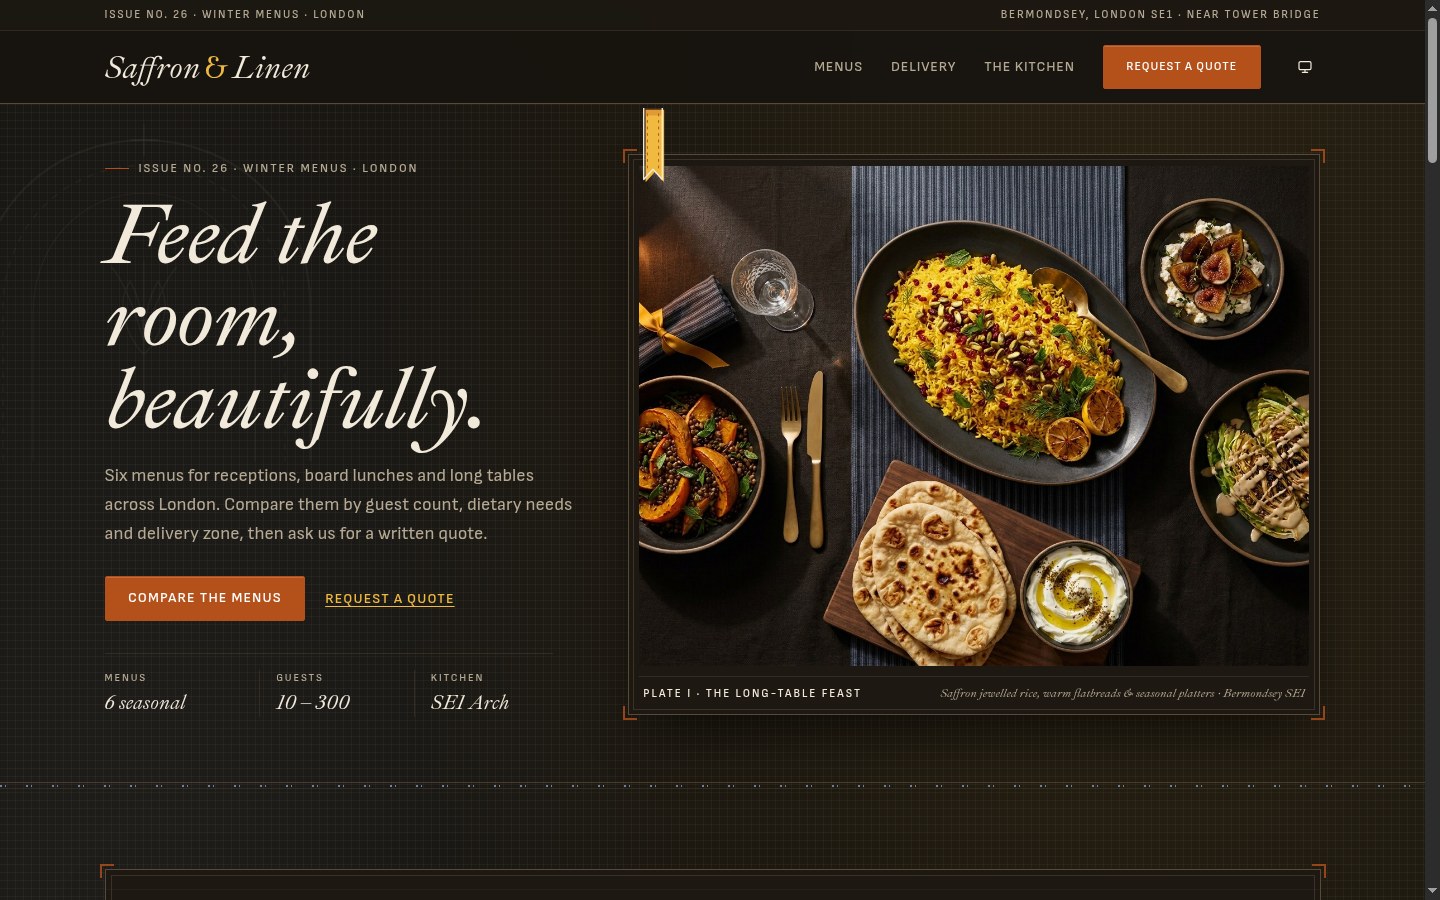 ISSUE NO. 26 · WINTER MENUS · LONDON
BERMONDSEY, LONDON SE1 · NEAR TOWER BRIDGE
Saffron & Linen
MENUS
DELIVERY
THE KITCHEN
REQUEST A QUOTE
ISSUE NO. 26 · WINTER MENUS · LONDON
Feed the
room,
beautifully.
Six menus for receptions, board lunches and long tables
across London. Compare them by guest count, dietary needs
and delivery zone, then ask us for a written quote.
COMPARE THE MENUS
REQUEST A QUOTE
MENUS
6 seasonal
GUESTS
10–300
KITCHEN
SE1 Arch
PLATE I · THE LONG-TABLE FEAST
Saffron jewelled rice, warm flatbreads & seasonal platters · Bermondsey SE1